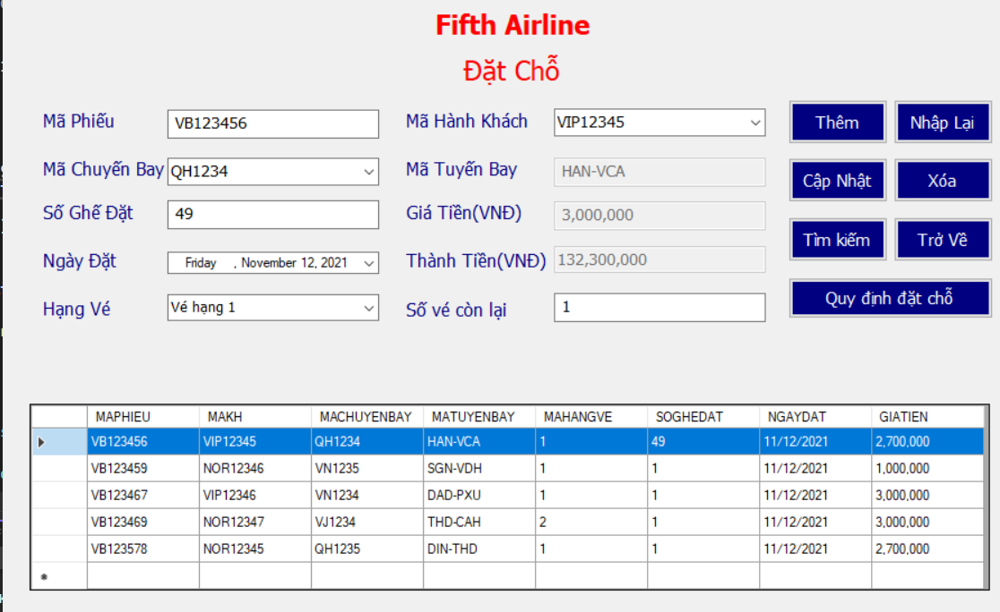 Fifth Airline
Đặt Chỗ
Mã Phiếu VB123456 Mã Hành Khách VIP12345 Thêm Nhập Lại
Mã Chuyến Bay QH1234 Mã Tuyến Bay HAN-VCA Cập Nhật Xóa
Số Ghế Đặt 49 Giá Tiền(VNĐ) 3,000,000 Tìm kiếm Trở Về
Ngày Đặt Friday , November 12, 2021 Thành Tiền(VNĐ) 132,300,000
Hạng Vé Vé hạng 1 Số vé còn lại 1 Quy định đặt chỗ
MAPHIEU MAKH MACHUYENBAY MATUYENBAY MAHANGVE SOGHEDAT NGAYDAT GIATIEN
VB123456 VIP12345 QH1234 HAN-VCA 1 49 11/12/2021 2,700,000
VB123459 NOR12346 VN1235 SGN-VDH 1 1 11/12/2021 1,000,000
VB123467 VIP12346 VN1234 DAD-PXU 1 1 11/12/2021 3,000,000
VB123469 NOR12347 VJ1234 THD-CAH 2 1 11/12/2021 3,000,000
VB123578 NOR12345 QH1235 DIN-THD 1 1 11/12/2021 2,700,000